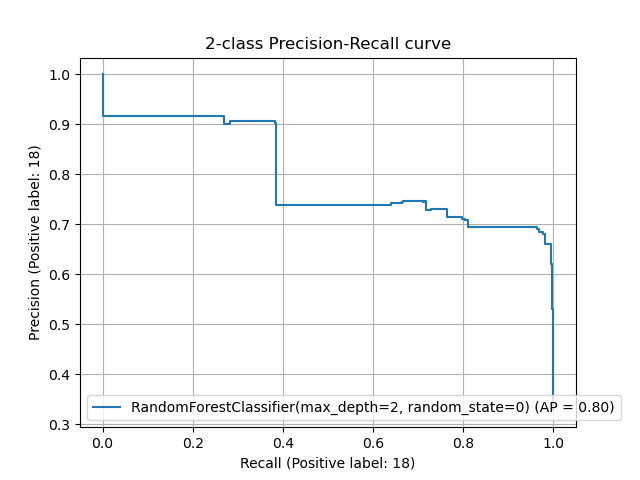 2-class Precision-Recall curve
1.0
0.9
0.8
0.7
0.6
0.5
0.4
0.3
Precision (Positive label: 18)
RandomForestClassifier(max_depth=2, random_state=0) (AP = 0.80)
0.0 0.2 0.4 0.6 0.8 1.0
Recall (Positive label: 18)